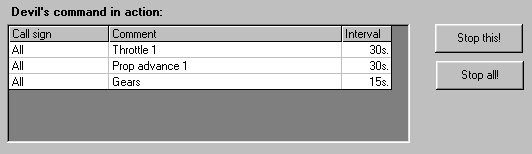 Devil's command in action:
Call sign Comment Interval
All Throttle 1 30s.
All Prop advance 1 30s.
All Gears 15s.
Stop this!
Stop all!